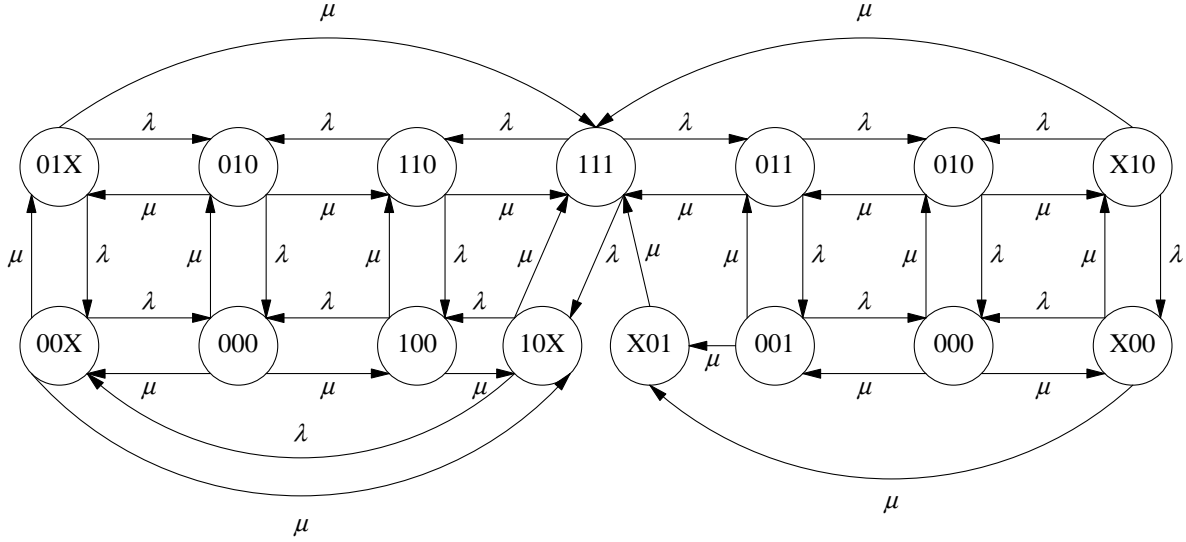 μ μ
λ λ λ λ λ λ
01X 010 110 111 011 010 X10
μ μ μ μ μ μ
μ λ μ λ μ λ μ λ μ μ λ μ λ μ λ
λ λ λ λ λ
00X 000 100 10X X01 001 000 X00
μ μ μ μ μ μ
λ
μ μ